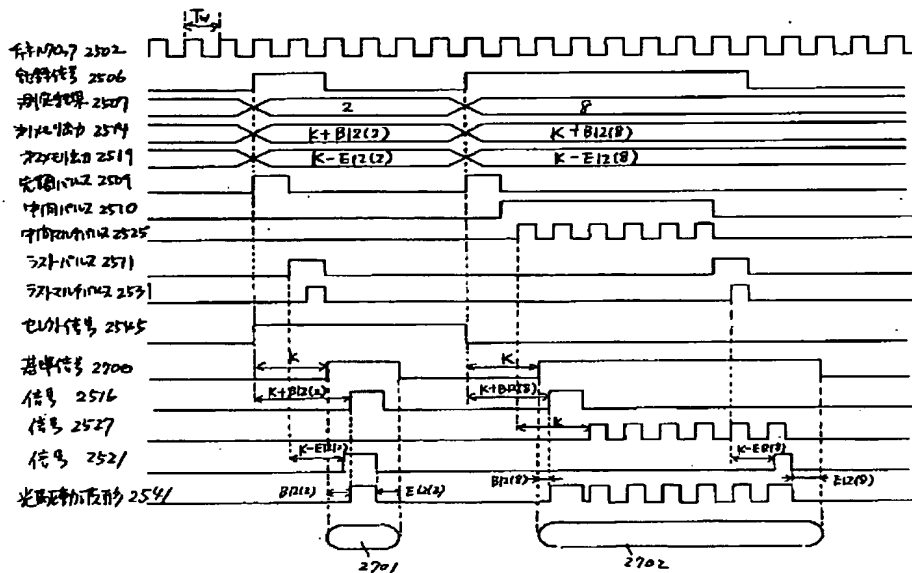 Tw
チャネルクロック 2502
記録信号 2506
測定結果 2507
2
8
オフメモリ出力 2514
K+B12(2)
K+B12(8)
オフメモリ出力 2519
K-E12(2)
K-E12(8)
先頭パルス 2509
中間パルス 2510
中間マルチパルス 2525
ラストパルス 2571
ラストマルチパルス 2531
セレクト信号 2545
K
K
基準信号 2700
K+B12(2)
K+B12(8)
信号 2516
K
信号 2527
K-E12(2)
K-E12(8)
信号 2521
B12(2)
E12(2)
B12(8)
E12(8)
光駆動波形 2541
2701
2702